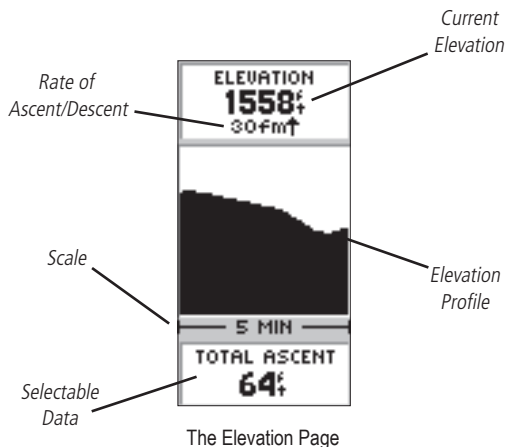 Current
Elevation
Rate of
Ascent/Descent
ELEVATION
1558ft
30fm↑
Scale
Elevation
Profile
5 MIN
TOTAL ASCENT
64ft
Selectable
Data
The Elevation Page